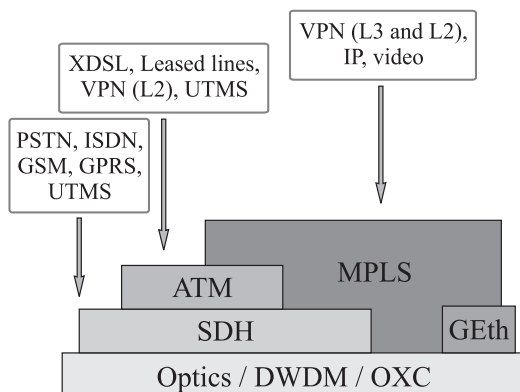 VPN (L3 and L2),
IP, video
XDSL, Leased lines,
VPN (L2), UTMS
PSTN, ISDN,
GSM, GPRS,
UTMS
MPLS
ATM
SDH
GEth
Optics / DWDM / OXC